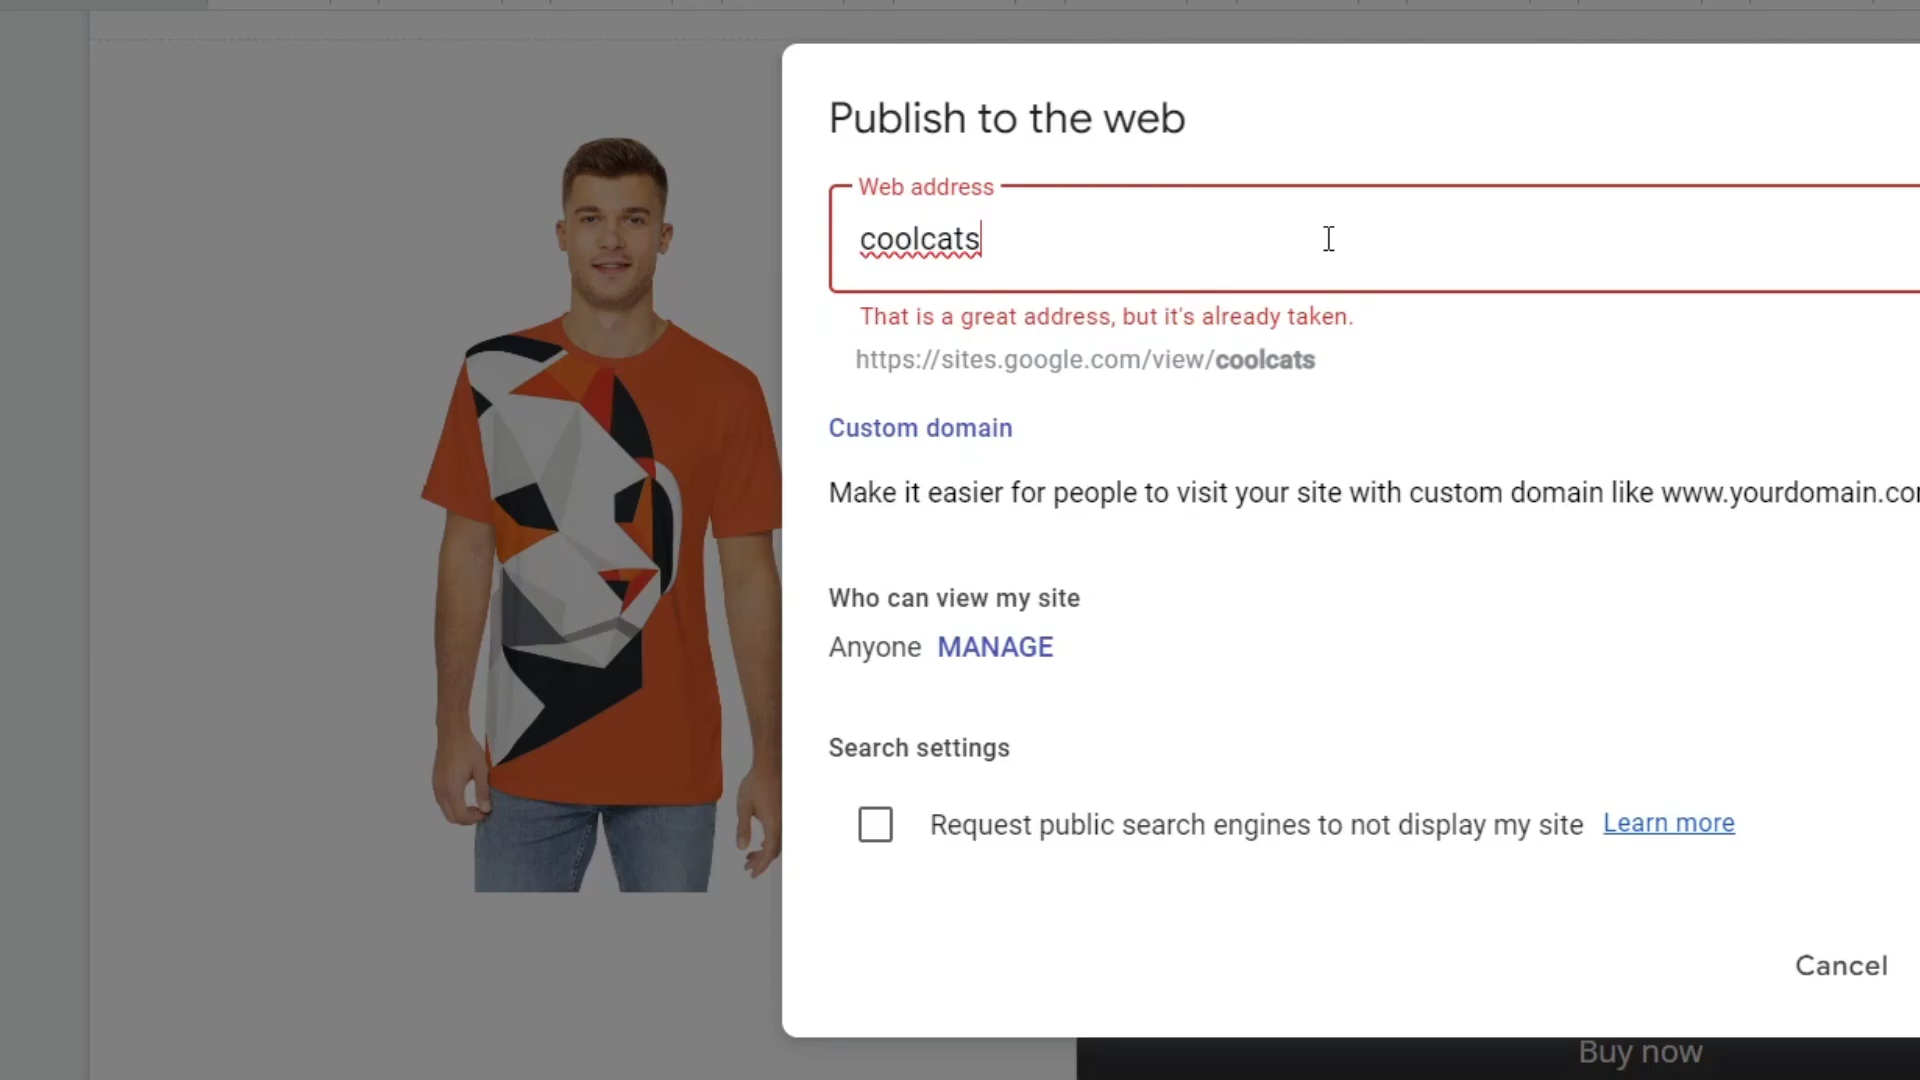 Publish to the web
Web address
coolcats
That is a great address, but it's already taken.
https://sites.google.com/view/coolcats
Custom domain
Make it easier for people to visit your site with custom domain like www.yourdomain.co
Who can view my site
Anyone MANAGE
Search settings
Request public search engines to not display my site Learn more
Cancel
Buy now